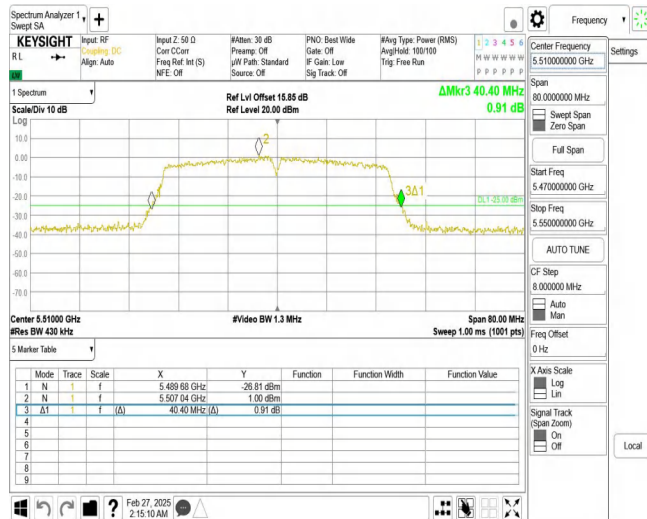 Spectrum Analyzer 1
Swept SA
+
Frequency
KEYSIGHT
R L
Input: RF
Coupling: DC
Align: Auto
Input Z: 50 Ω
Corr CCorr
Freq Ref: Int (S)
NFE: Off
#Atten: 30 dB
Preamp: Off
µW Path: Standard
Source: Off
PNO: Best Wide
Gate: Off
IF Gain: Low
Sig Track: Off
#Avg Type: Power (RMS)
Avg|Hold: 100/100
Trig: Free Run
1 2 3 4 5 6
M W W W W W
P P P P P P
1 Spectrum
Scale/Div 10 dB
Ref Lvl Offset 15.85 dB
Ref Level 20.00 dBm
ΔMkr3 40.40 MHz
0.91 dB
Log
10.0
0.00
-10.0
-20.0
-30.0
-40.0
-50.0
-60.0
-70.0
2
3Δ1
DL1 -25.00 dBm
Center 5.51000 GHz
#Res BW 430 kHz
#Video BW 1.3 MHz
Span 80.00 MHz
Sweep 1.00 ms (1001 pts)
5 Marker Table
Mode Trace Scale X Y Function Function Width Function Value
1 N 1 f 5.489 68 GHz -26.81 dBm
2 N 1 f 5.507 04 GHz 1.00 dBm
3 Δ1 1 f (Δ) 40.40 MHz (Δ) 0.91 dB
4
5
6
7
8
9
Feb 27, 2025
2:15:10 AM
?
Center Frequency
5.510000000 GHz
Span
80.0000000 MHz
Swept Span
Zero Span
Full Span
Start Freq
5.470000000 GHz
Stop Freq
5.550000000 GHz
AUTO TUNE
CF Step
8.000000 MHz
Auto
Man
Freq Offset
0 Hz
X Axis Scale
Log
Lin
Signal Track
(Span Zoom)
On
Off
Settings
Local